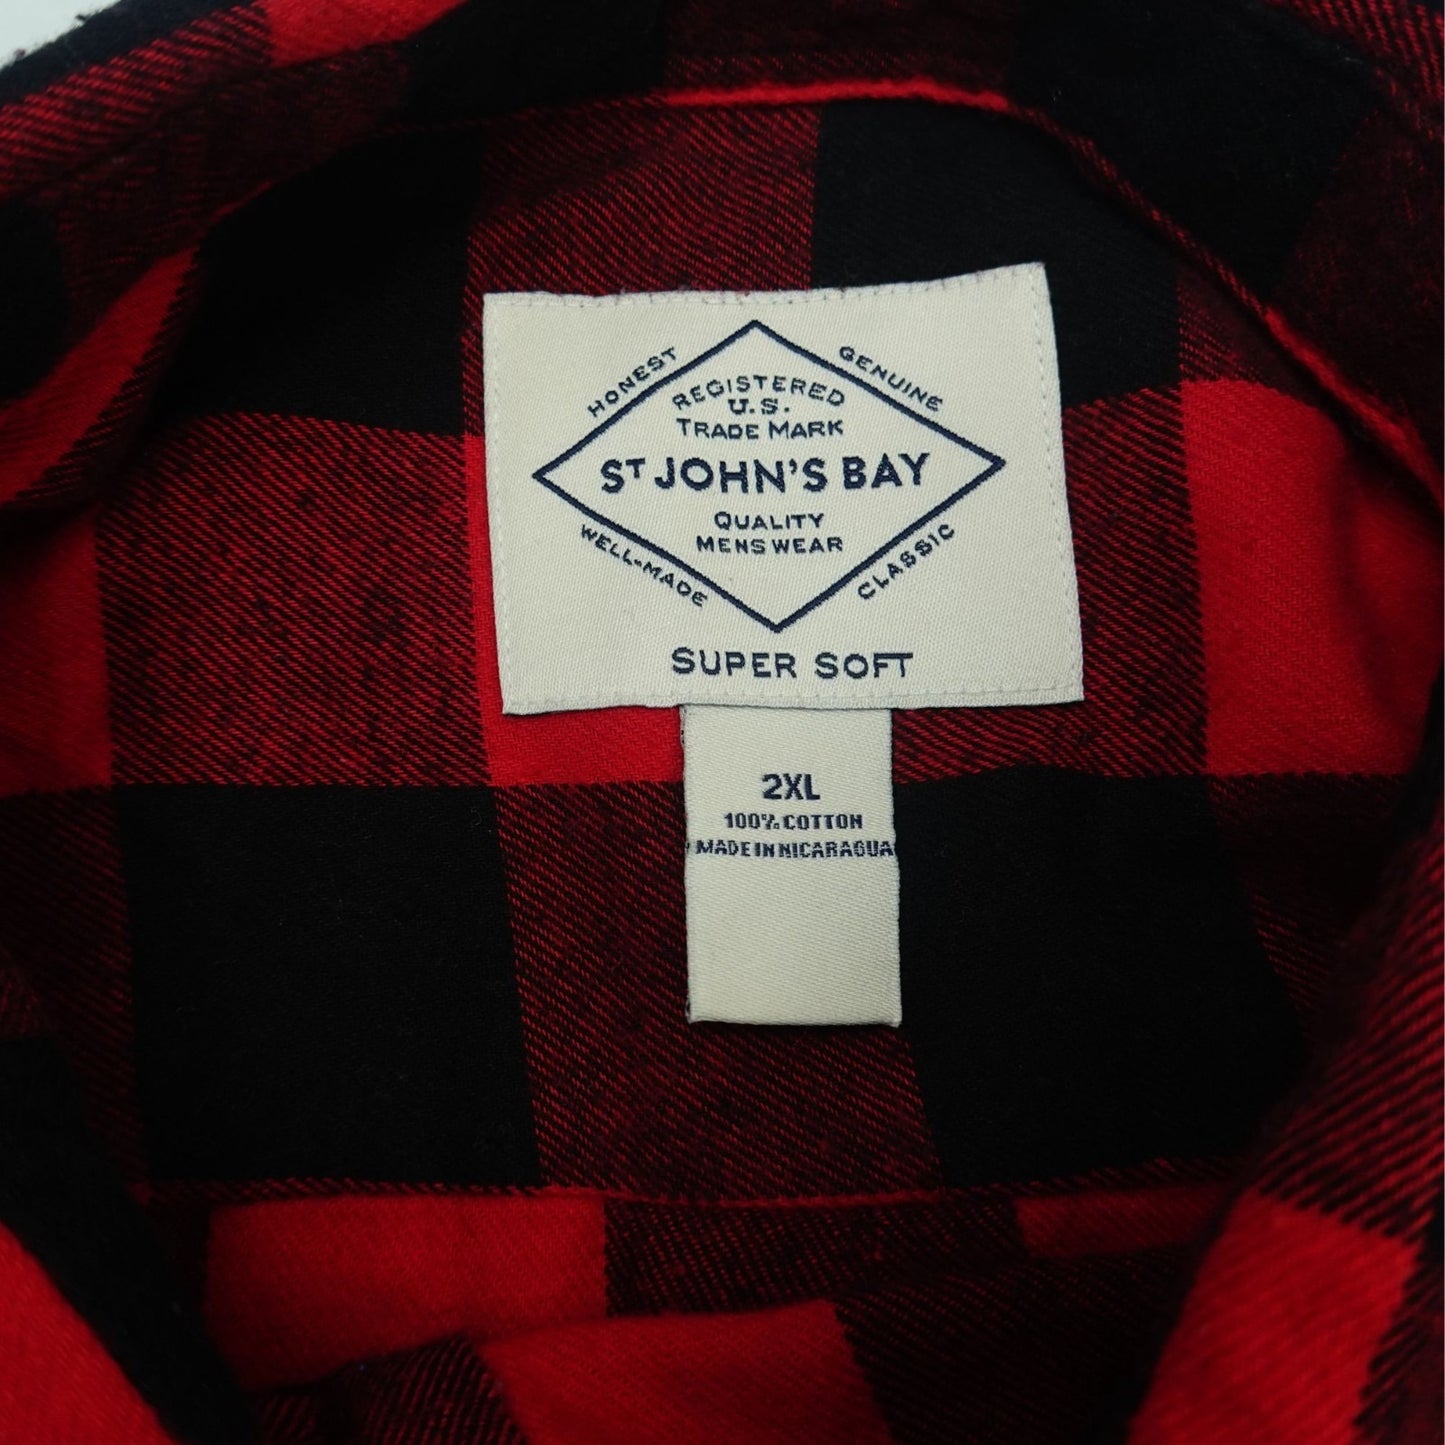 HONEST
GENUINE
REGISTERED
U.S.
TRADE MARK
ST JOHN'S BAY
QUALITY
MENSWEAR
WELL-MADE
CLASSIC
SUPER SOFT
2XL
100% COTTON
MADE IN NICARAGUA